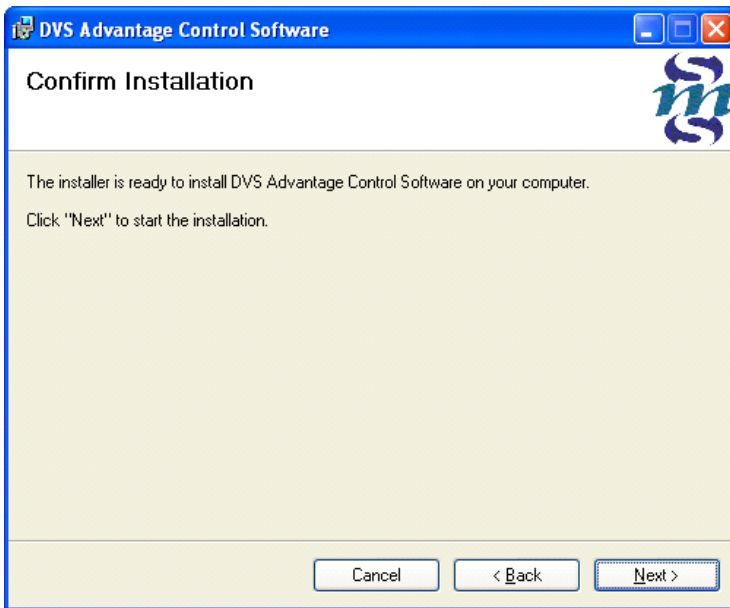 DVS Advantage Control Software
Confirm Installation
SmS
The installer is ready to install DVS Advantage Control Software on your computer.
Click "Next" to start the installation.
Cancel
< Back
Next >